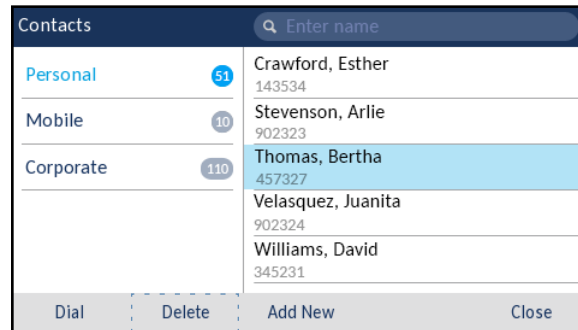 Contacts
Enter name
Personal 51
Mobile 10
Corporate 110
Crawford, Esther
143534
Stevenson, Arlie
902323
Thomas, Bertha
457327
Velasquez, Juanita
902324
Williams, David
345231
Dial Delete Add New Close